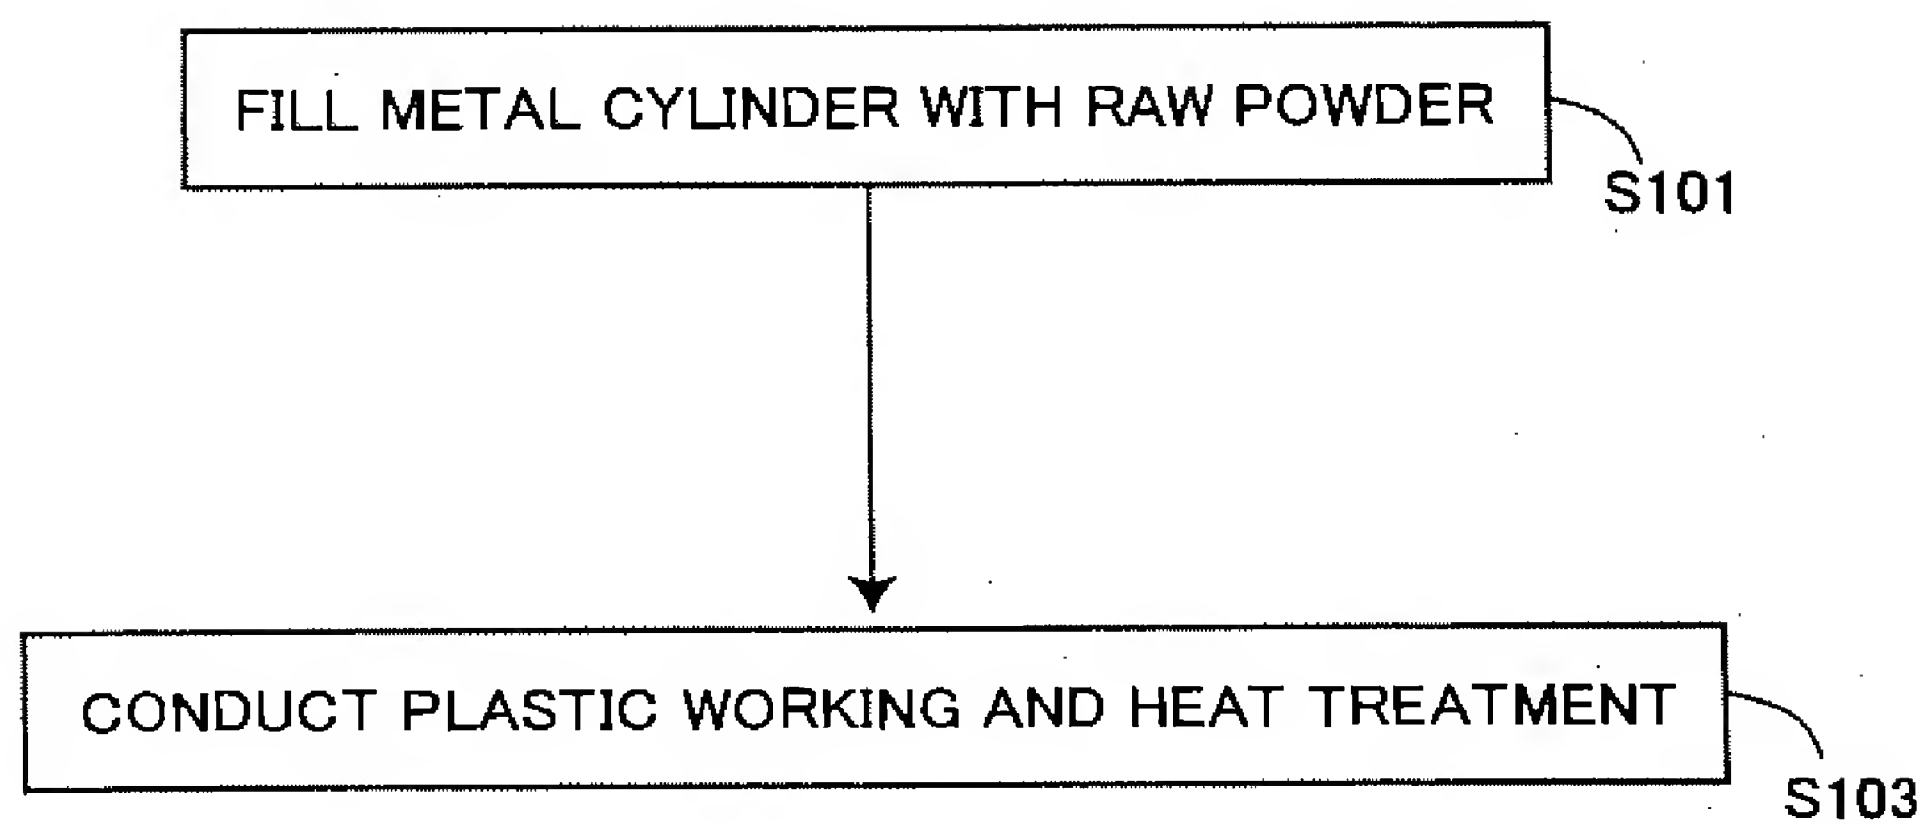 FILL METAL CYLINDER WITH RAW POWDER
S101
CONDUCT PLASTIC WORKING AND HEAT TREATMENT
S103